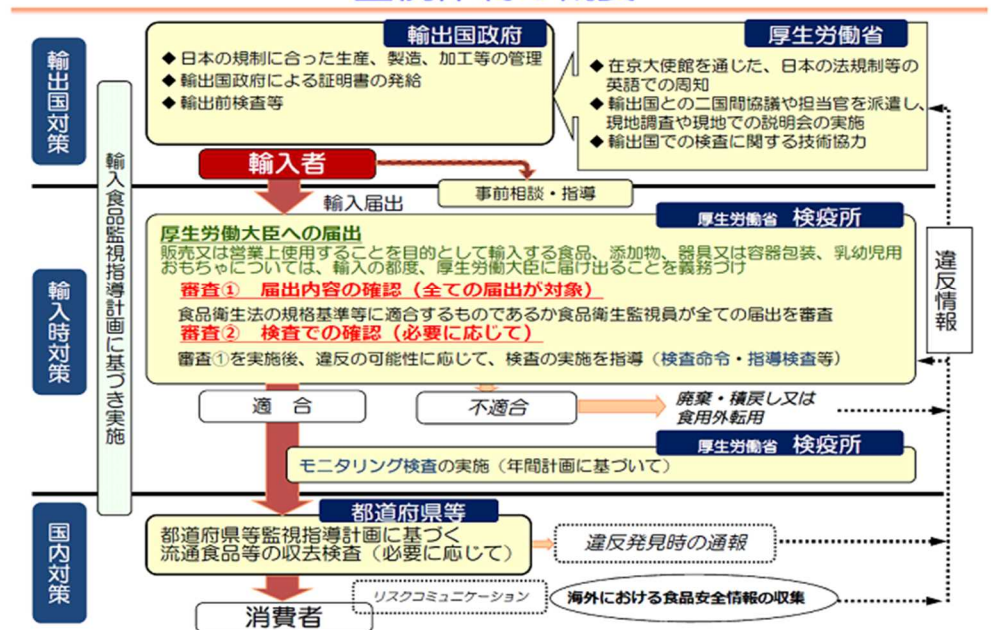 輸出国対策
輸入食品監視指導計画に基づき実施
輸出国政府
◆ 日本の規制に合った生産、製造、加工等の管理
◆ 輸出国政府による証明書の発給
◆ 輸出前検査等
厚生労働省
◆ 在京大使館を通じた、日本の法規制等の
英語での周知
◆ 輸出国との二国間協議や担当官を派遣し、
現地調査や現地での説明会の実施
◆ 輸出国での検査に関する技術協力
輸入者
事前相談・指導
輸入届出
輸入時対策
厚生労働省 検疫所
厚生労働大臣への届出
販売又は営業上使用することを目的として輸入する食品、添加物、器具又は容器包装、乳幼児用
おもちゃについては、輸入の都度、厚生労働大臣に届け出ることを義務づけ
審査① 届出内容の確認（全ての届出が対象）
食品衛生法の規格基準等に適合するものであるか食品衛生監視員が全ての届出を審査
審査② 検査での確認（必要に応じて）
審査①を実施後、違反の可能性に応じて、検査の実施を指導（検査命令・指導検査等）
違反情報
適 合
不適合
廃棄・積戻し又は
食用外転用
厚生労働省 検疫所
モニタリング検査の実施（年間計画に基づいて）
国内対策
都道府県等
都道府県等監視指導計画に基づく
流通食品等の収去検査（必要に応じて）
違反発見時の通報
リスクコミュニケーション
海外における食品安全情報の収集
消費者